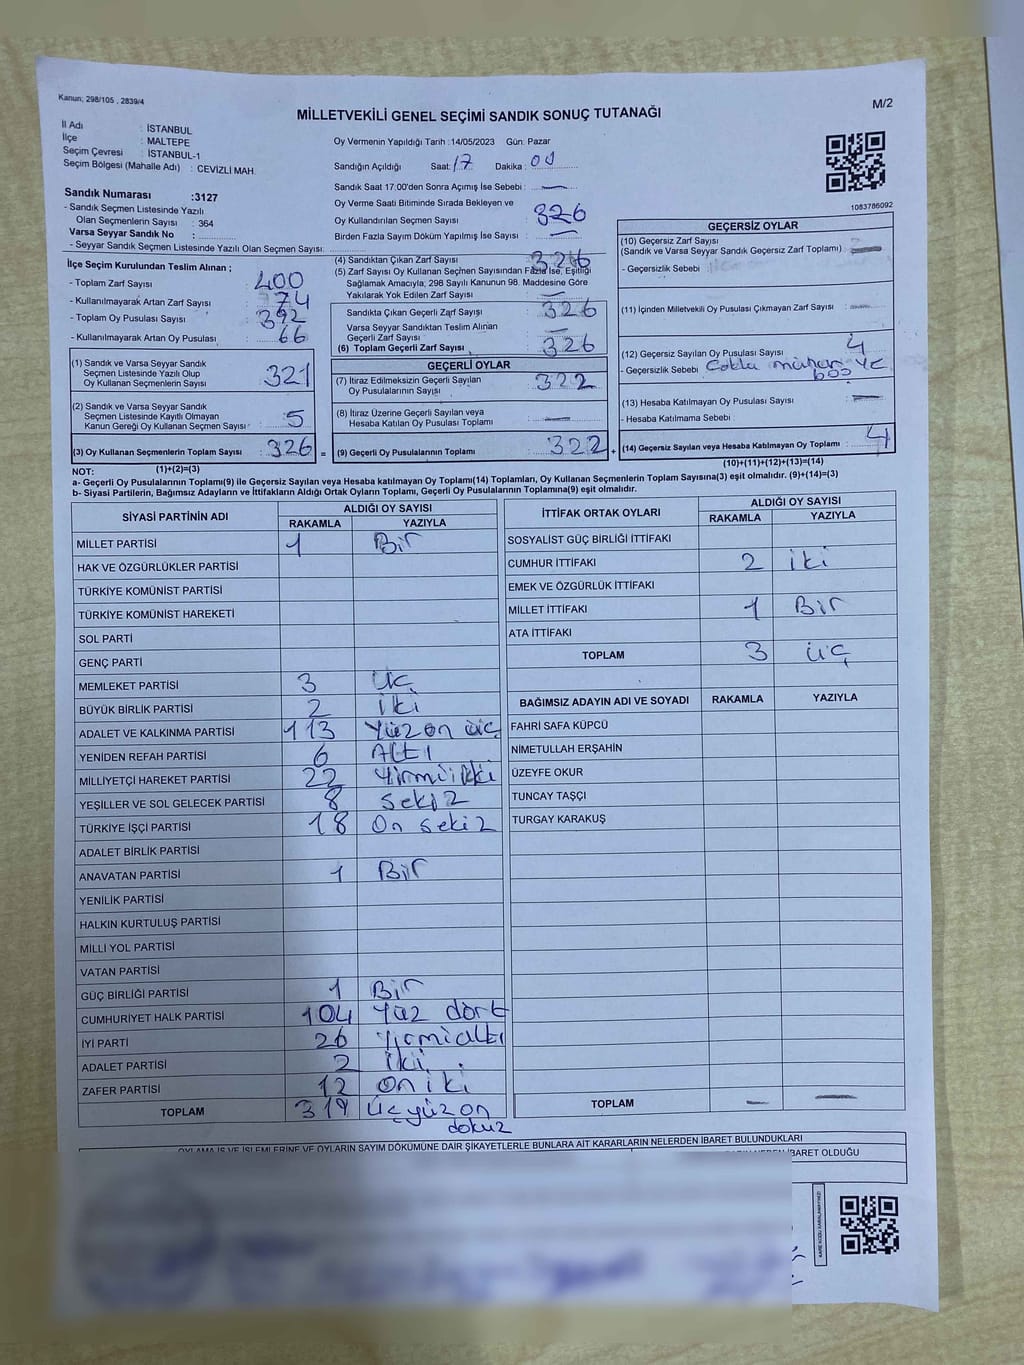 Kanun; 298/105 , 2839/4
MİLLETVEKİLİ GENEL SEÇİMİ SANDIK SONUÇ TUTANAĞI
M/2
İl Adı : İSTANBUL
İlçe : MALTEPE
Seçim Çevresi : İSTANBUL-1
Seçim Bölgesi (Mahalle Adı) : CEVİZLİ MAH.
Oy Vermenin Yapıldığı Tarih : 14/05/2023 Gün: Pazar
Sandığın Açıldığı Saat: 17 Dakika:
Sandık Saat 17:00'den Sonra Açımış İse Sebebi : —
Oy Verme Saati Bitiminde Sırada Bekleyen ve
Oy Kullandırılan Seçmen Sayısı : 326
Birden Fazla Sayım Döküm Yapılmış İse Sayısı : —
1083786092
Sandık Numarası : 3127
- Sandık Seçmen Listesinde Yazılı
Olan Seçmenlerin Sayısı : 364
Varsa Seyyar Sandık No :
- Seyyar Sandık Seçmen Listesinde Yazılı Olan Seçmen Sayısı:
İlçe Seçim Kurulundan Teslim Alınan ;
- Toplam Zarf Sayısı : 400
- Kullanılmayarak Artan Zarf Sayısı : 74
- Toplam Oy Pusulası Sayısı : 392
- Kullanılmayarak Artan Oy Pusulası : 66
(1) Sandık ve Varsa Seyyar Sandık
Seçmen Listesinde Yazılı Olup
Oy Kullanan Seçmenlerin Sayısı : 321
(2) Sandık ve Varsa Seyyar Sandık
Seçmen Listesinde Kayıtlı Olmayan
Kanun Gereği Oy Kullanan Seçmen Sayısı : 5
(3) Oy Kullanan Seçmenlerin Toplam Sayısı : 326 =
(4) Sandıktan Çıkan Zarf Sayısı : 326
(5) Zarf Sayısı Oy Kullanan Seçmen Sayısından Fazla İse, Eşitliği
Sağlamak Amacıyla; 298 Sayılı Kanunun 98. Maddesine Göre
Yakılarak Yok Edilen Zarf Sayısı : —
Sandıkta Çıkan Geçerli Zarf Sayısı : 326
Varsa Seyyar Sandıktan Teslim Alınan
Geçerli Zarf Sayısı : —
(6) Toplam Geçerli Zarf Sayısı : 326
GEÇERLİ OYLAR
(7) İtiraz Edilmeksizin Geçerli Sayılan
Oy Pusulalarının Sayısı : 322
(8) İtiraz Üzerine Geçerli Sayılan veya
Hesaba Katılan Oy Pusulası Toplamı : —
(9) Geçerli Oy Pusulalarının Toplamı : 322 +
GEÇERSİZ OYLAR
(10) Geçersiz Zarf Sayısı
(Sandık ve Varsa Seyyar Sandık Geçersiz Zarf Toplamı) : —
- Geçersizlik Sebebi :
(11) İçinden Milletvekili Oy Pusulası Çıkmayan Zarf Sayısı : —
(12) Geçersiz Sayılan Oy Pusulası Sayısı : 4
- Geçersizlik Sebebi :
(13) Hesaba Katılmayan Oy Pusulası Sayısı : —
- Hesaba Katılmama Sebebi :
(14) Geçersiz Sayılan veya Hesaba Katılmayan Oy Toplamı : 4
NOT: (1)+(2)=(3)
(10)+(11)+(12)+(13)=(14)
a- Geçerli Oy Pusulalarının Toplamı(9) ile Geçersiz Sayılan veya Hesaba katılmayan Oy Toplamı(14) Toplamları, Oy Kullanan Seçmenlerin Toplam Sayısına(3) eşit olmalıdır. (9)+(14)=(3)
b- Siyasi Partilerin, Bağımsız Adayların ve İttifakların Aldığı Ortak Oyların Toplamı, Geçerli Oy Pusulalarının Toplamına(9) eşit olmalıdır.
SİYASİ PARTİNİN ADI ALDIĞI OY SAYISI
RAKAMLA YAZIYLA
MİLLET PARTİSİ 1 Bir
HAK VE ÖZGÜRLÜKLER PARTİSİ
TÜRKİYE KOMÜNİST PARTİSİ
TÜRKİYE KOMÜNİST HAREKETİ
SOL PARTİ
GENÇ PARTİ
MEMLEKET PARTİSİ 3 üç
BÜYÜK BİRLİK PARTİSİ 2 iki
ADALET VE KALKINMA PARTİSİ 113 yüz on üç
YENİDEN REFAH PARTİSİ 6 Altı
MİLLİYETÇİ HAREKET PARTİSİ 22 yirmi ikki
YEŞİLLER VE SOL GELECEK PARTİSİ 8 sekiz
TÜRKİYE İŞÇİ PARTİSİ 18 On sekiz
ADALET BİRLİK PARTİSİ
ANAVATAN PARTİSİ 1 Bir
YENİLİK PARTİSİ
HALKIN KURTULUŞ PARTİSİ
MİLLİ YOL PARTİSİ
VATAN PARTİSİ
GÜÇ BİRLİĞİ PARTİSİ 1 Bir
CUMHURİYET HALK PARTİSİ 104 yüz dört
İYİ PARTİ 26 yirmialtı
ADALET PARTİSİ 2 iki
ZAFER PARTİSİ 12 on iki
TOPLAM 319 üçyüzon
dokuz
İTTİFAK ORTAK OYLARI ALDIĞI OY SAYISI
RAKAMLA YAZIYLA
SOSYALİST GÜÇ BİRLİĞİ İTTİFAKI
CUMHUR İTTİFAKI 2 iki
EMEK VE ÖZGÜRLÜK İTTİFAKI
MİLLET İTTİFAKI 1 Bir
ATA İTTİFAKI
TOPLAM 3 üç
BAĞIMSIZ ADAYIN ADI VE SOYADI RAKAMLA YAZIYLA
FAHRİ SAFA KÜPCÜ
NİMETULLAH ERŞAHİN
ÜZEYFE OKUR
TUNCAY TAŞÇI
TURGAY KARAKUŞ
TOPLAM — —
OYLAMA İŞ VE İŞLEMLERİNE VE OYLARIN SAYIM DÖKÜMÜNE DAİR ŞİKAYETLERLE BUNLARA AİT KARARLARIN NELERDEN İBARET BULUNDUKLARI
İBARET OLDUĞU